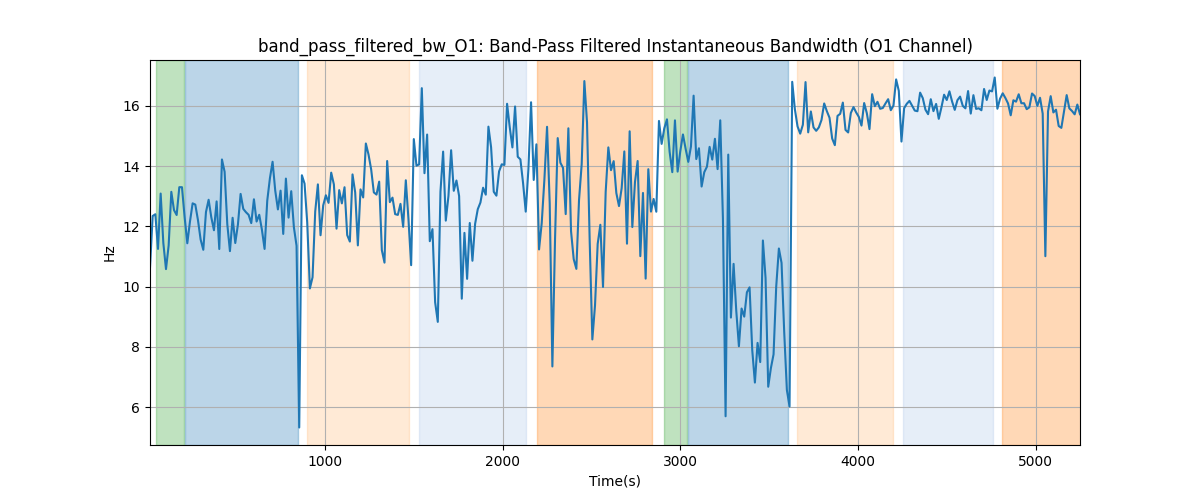 band_pass_filtered_bw_O1: Band-Pass Filtered Instantaneous Bandwidth (O1 Channel)
16
14
12
10
8
6
Hz
1000 2000 3000 4000 5000
Time(s)